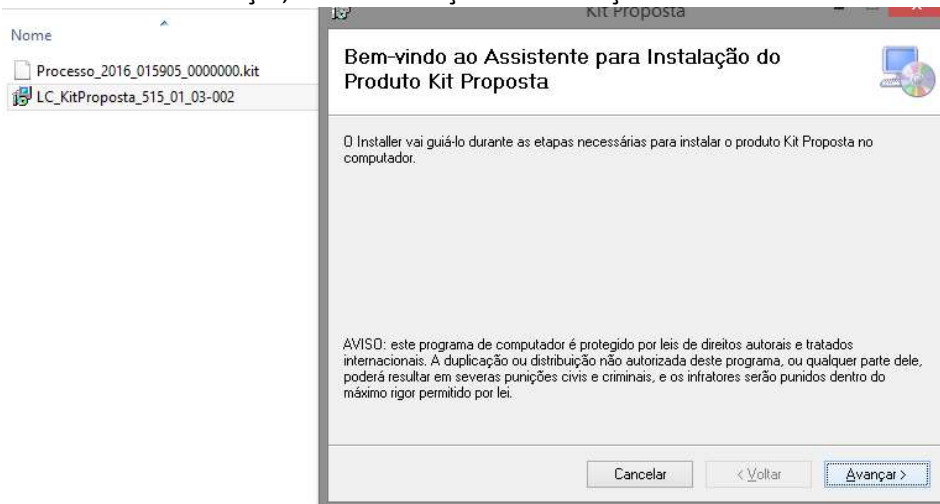 Kit Proposta
Nome
Processo_2016_015905_0000000.kit
LC_KitProposta_515_01_03-002
Bem-vindo ao Assistente para Instalação do
Produto Kit Proposta
O Installer vai guiá-lo durante as etapas necessárias para instalar o produto Kit Proposta no
computador.
AVISO: este programa de computador é protegido por leis de direitos autorais e tratados
internacionais. A duplicação ou distribuição não autorizada deste programa, ou qualquer parte dele,
poderá resultar em severas punições civis e criminais, e os infratores serão punidos dentro do
máximo rigor permitido por lei.
Cancelar
< Voltar
Avançar >